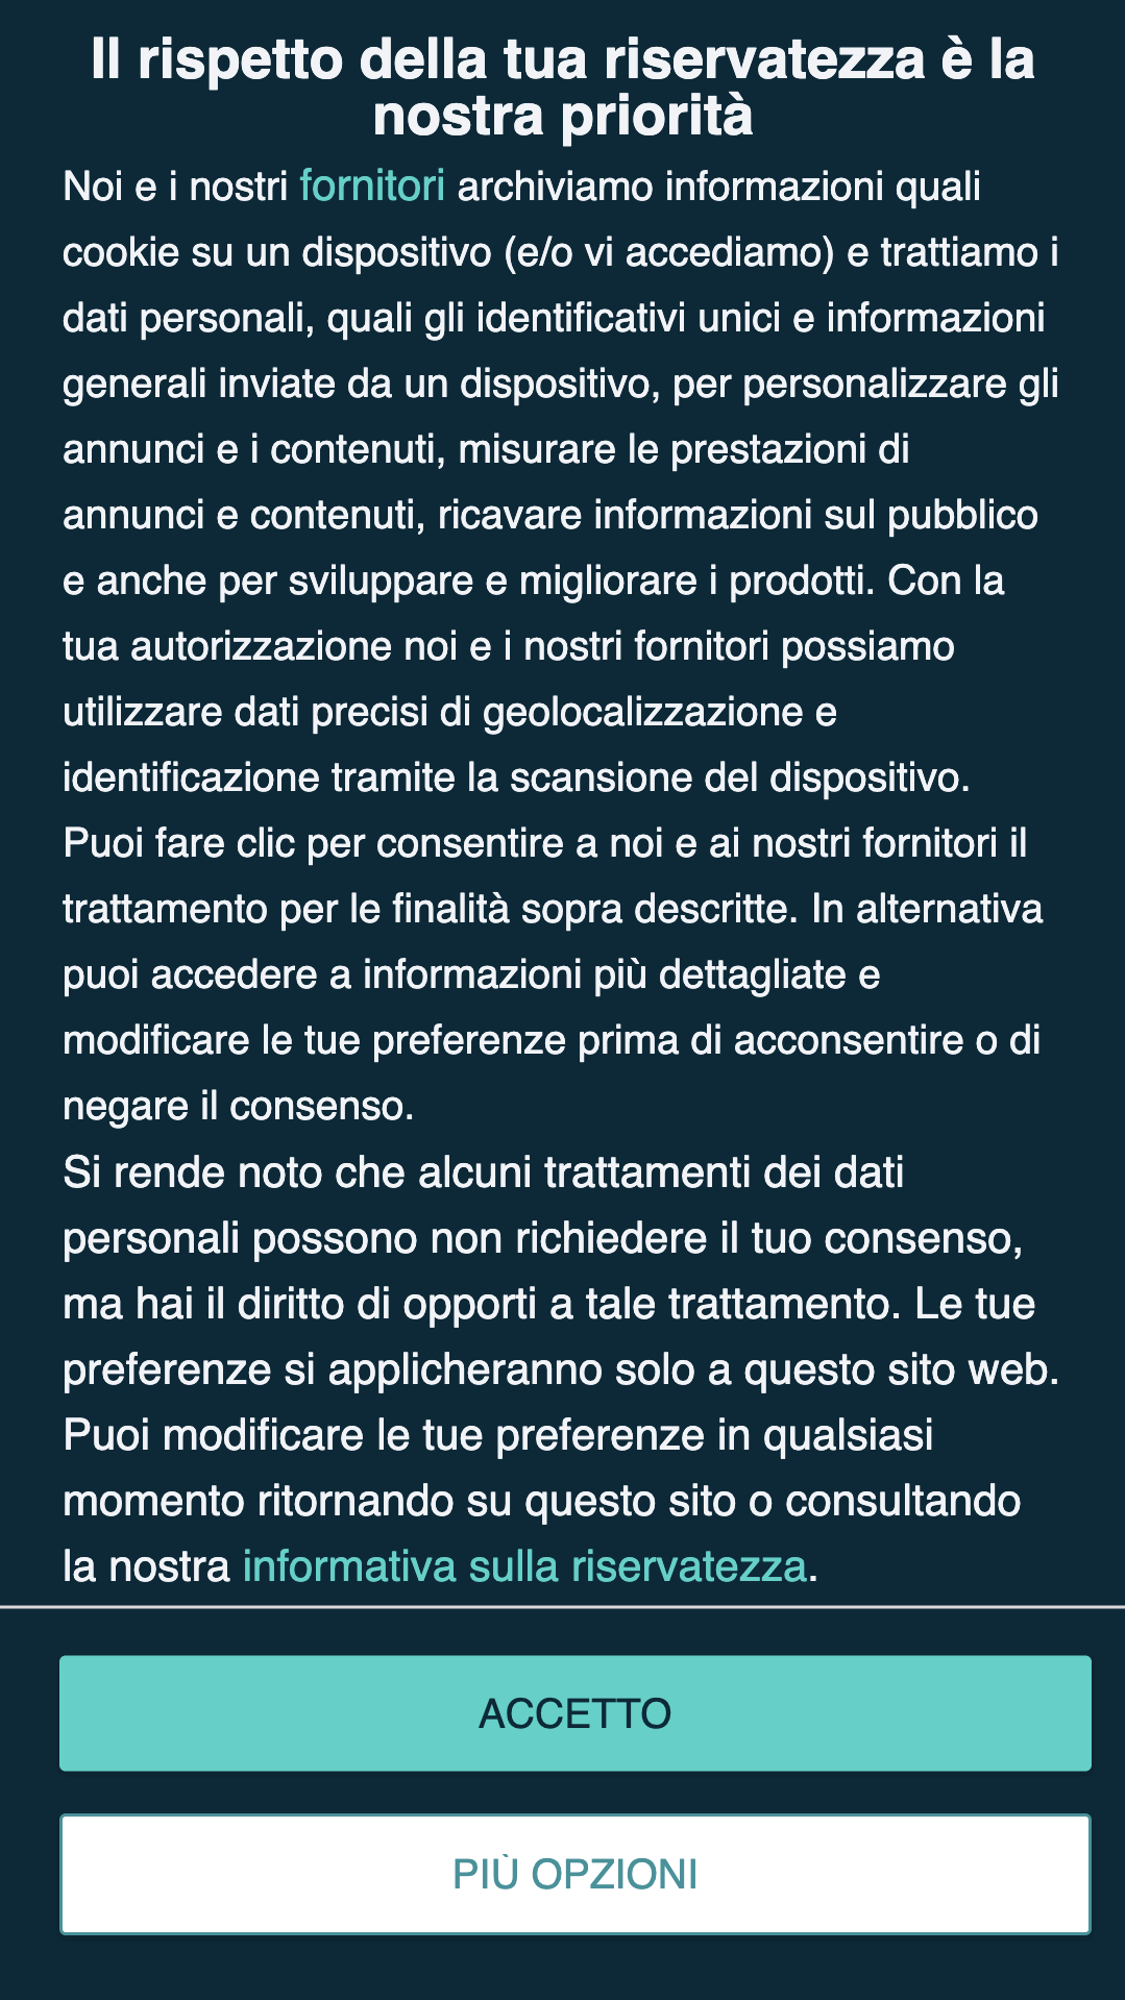 Il rispetto della tua riservatezza è la
nostra priorità
Noi e i nostri fornitori archiviamo informazioni quali
cookie su un dispositivo (e/o vi accediamo) e trattiamo i
dati personali, quali gli identificativi unici e informazioni
generali inviate da un dispositivo, per personalizzare gli
annunci e i contenuti, misurare le prestazioni di
annunci e contenuti, ricavare informazioni sul pubblico
e anche per sviluppare e migliorare i prodotti. Con la
tua autorizzazione noi e i nostri fornitori possiamo
utilizzare dati precisi di geolocalizzazione e
identificazione tramite la scansione del dispositivo.
Puoi fare clic per consentire a noi e ai nostri fornitori il
trattamento per le finalità sopra descritte. In alternativa
puoi accedere a informazioni più dettagliate e
modificare le tue preferenze prima di acconsentire o di
negare il consenso.
Si rende noto che alcuni trattamenti dei dati
personali possono non richiedere il tuo consenso,
ma hai il diritto di opporti a tale trattamento. Le tue
preferenze si applicheranno solo a questo sito web.
Puoi modificare le tue preferenze in qualsiasi
momento ritornando su questo sito o consultando
la nostra informativa sulla riservatezza.
ACCETTO
PIÙ OPZIONI